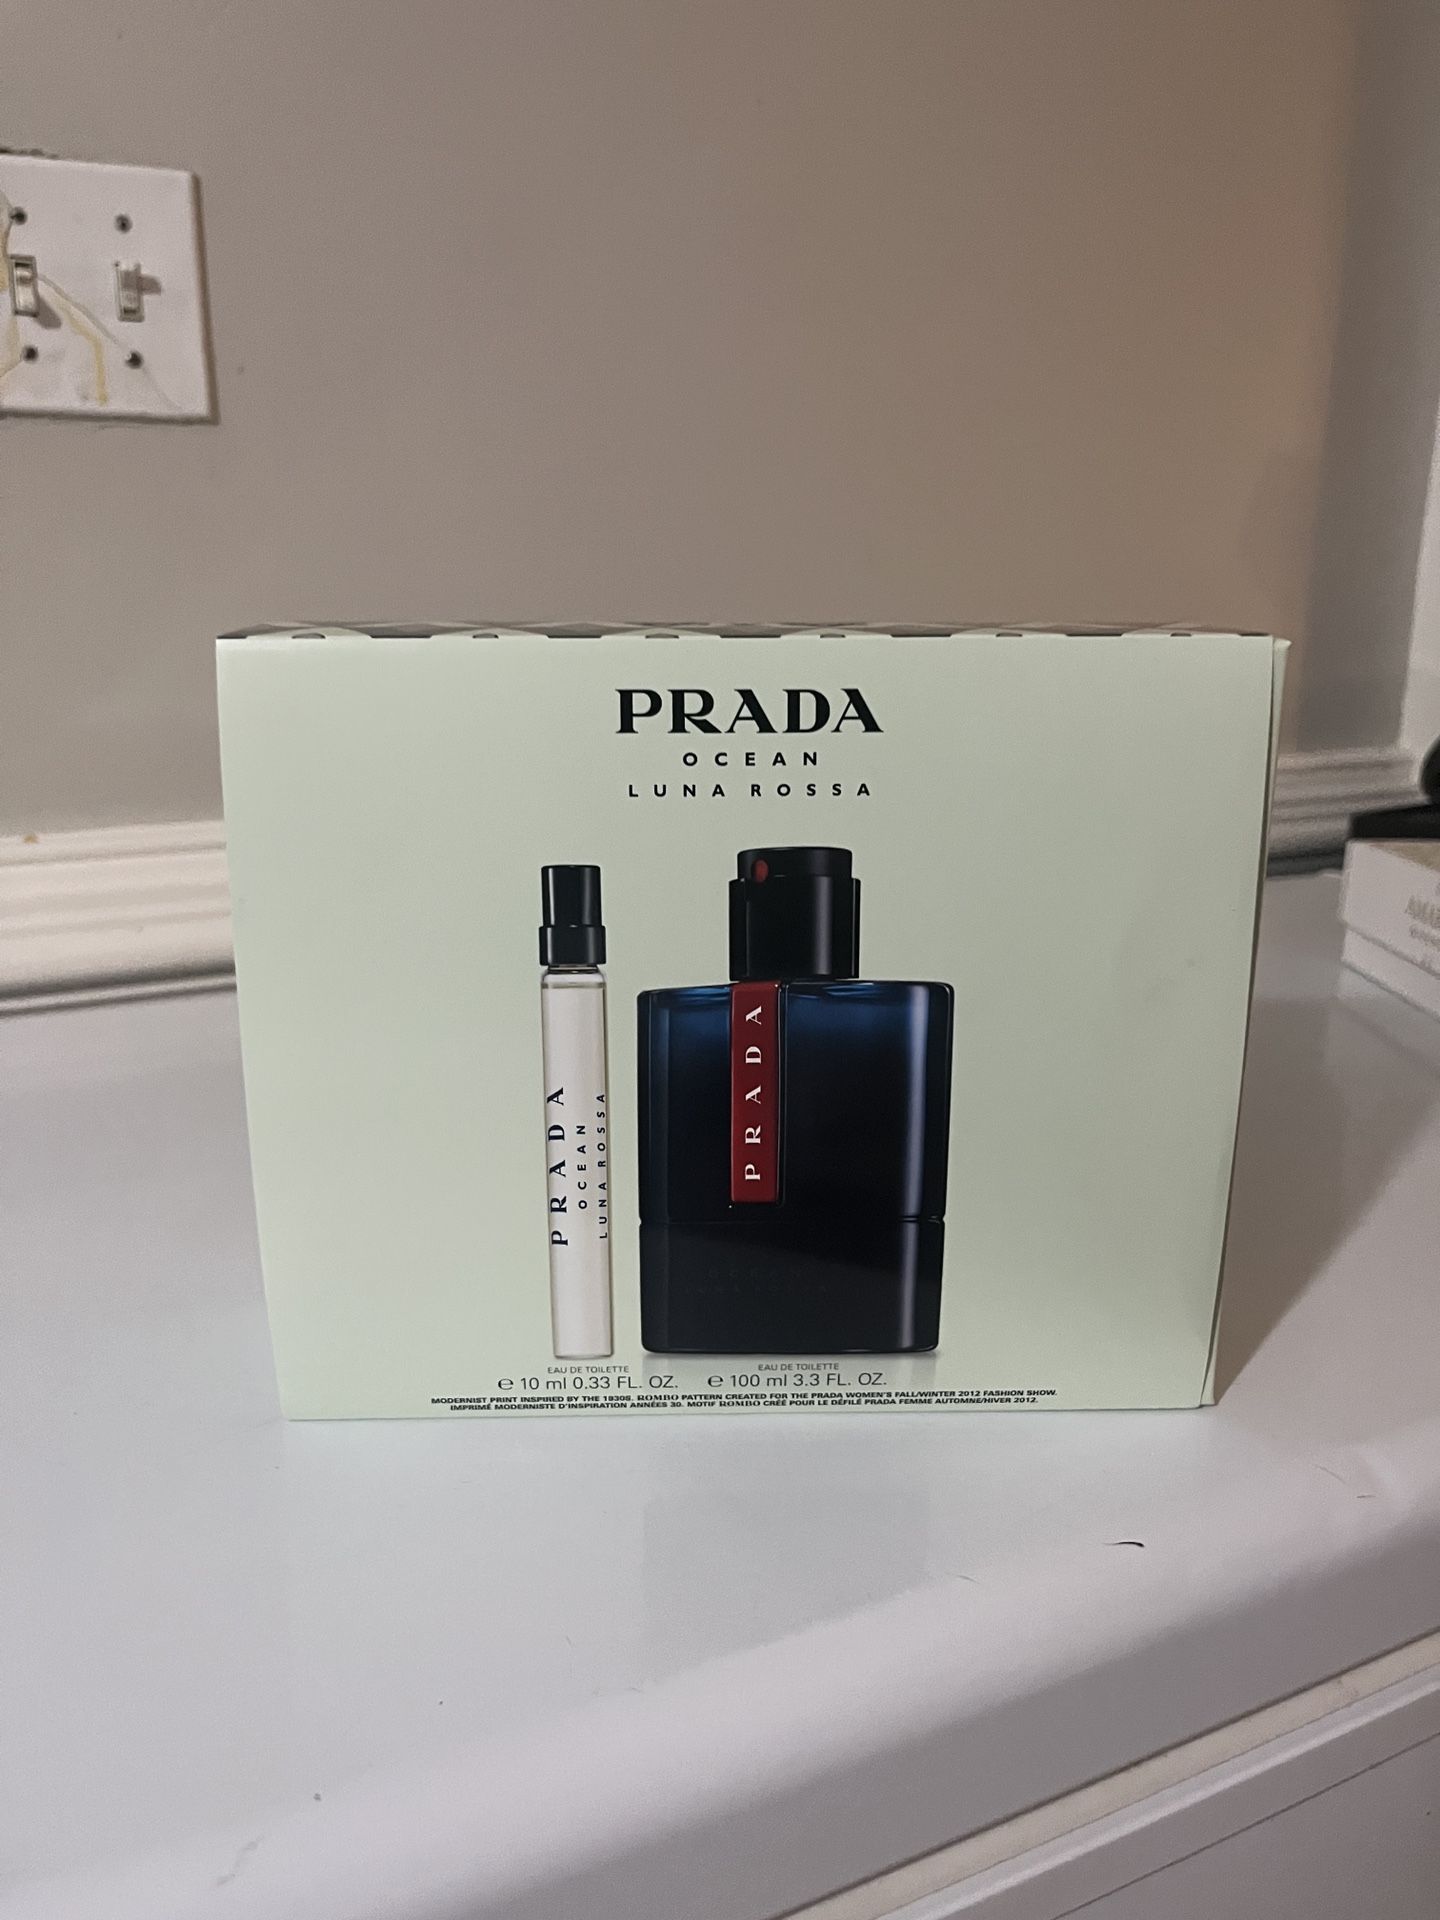 PRADA
OCEAN
LUNA ROSSA
PRADA
OCEAN
LUNA ROSSA
PRADA
EAU DE TOILETTE
e 10 ml 0.33 FL. OZ.
EAU DE TOILETTE
e 100 ml 3.3 FL. OZ.
MODERNIST PRINT INSPIRED BY THE 1930S. ROMBO PATTERN CREATED FOR THE PRADA WOMEN'S FALL/WINTER 2012 FASHION SHOW.
IMPRIMÉ MODERNISTE D'INSPIRATION ANNÉES 30. MOTIF ROMBO CRÉÉ POUR LE DÉFILÉ PRADA FEMME AUTOMNE/HIVER 2012.